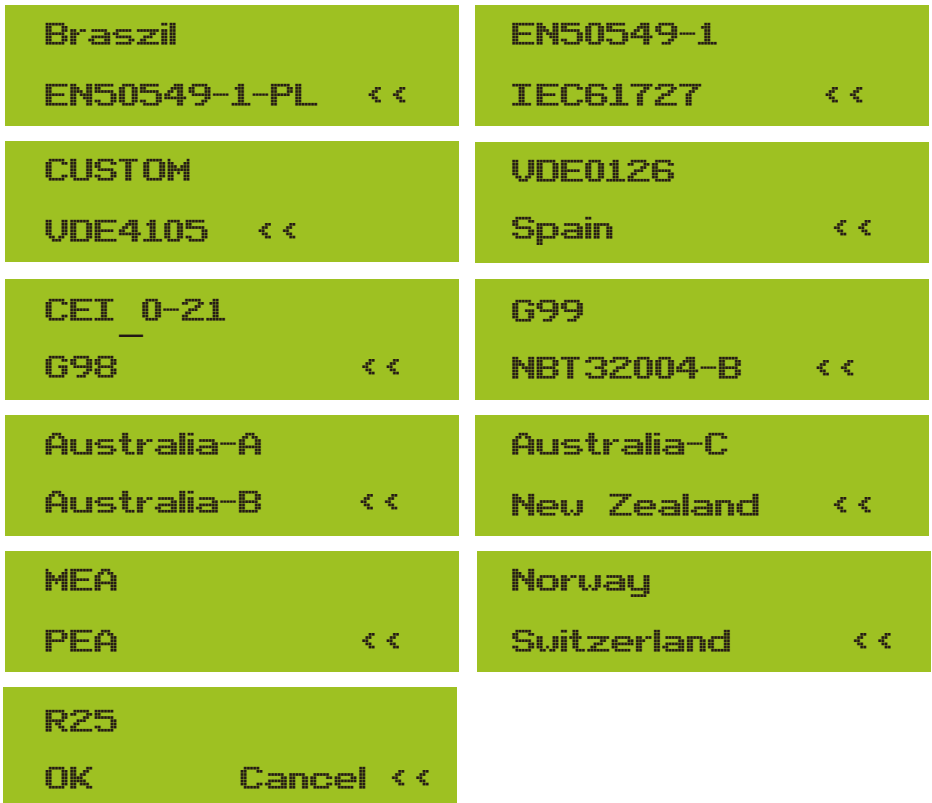 Braszil
EN50549-1-PL <<
EN50549-1
IEC61727 <<
CUSTOM
VDE4105 <<
VDE0126
Spain <<
CEI_0-21
G98 <<
G99
NBT32004-B <<
Australia-A
Australia-B <<
Australia-C
New Zealand <<
MEA
PEA <<
Norway
Switzerland <<
R25
OK Cancel <<